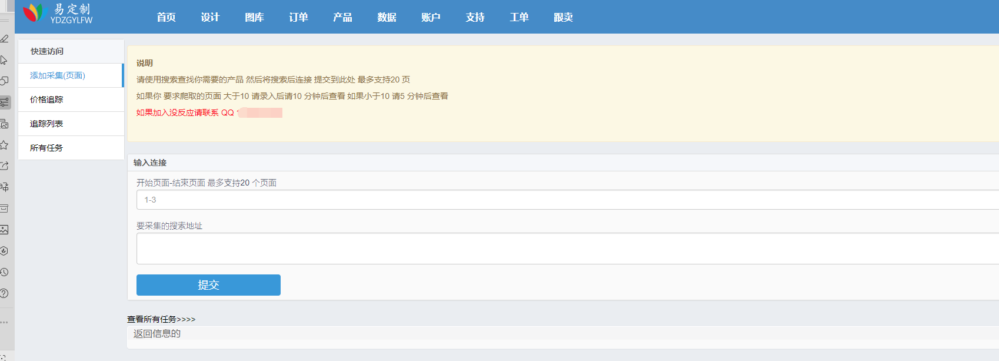 易定制
YDZGYLFW
首页 设计 图库 订单 产品 数据 账户 支持 工单 跟卖
快速访问
添加采集(页面)
价格追踪
追踪列表
所有任务
说明
请使用搜索查找你需要的产品 然后将搜索后连接 提交到此处 最多支持20 页
如果你 要求爬取的页面 大于10 请录入后请10 分钟后查看 如果小于10 请5 分钟后查看
如果加入没反应请联系 QQ
输入连接
开始页面-结束页面 最多支持20 个页面
1-3
要采集的搜索地址
提交
查看所有任务>>>>
返回信息的